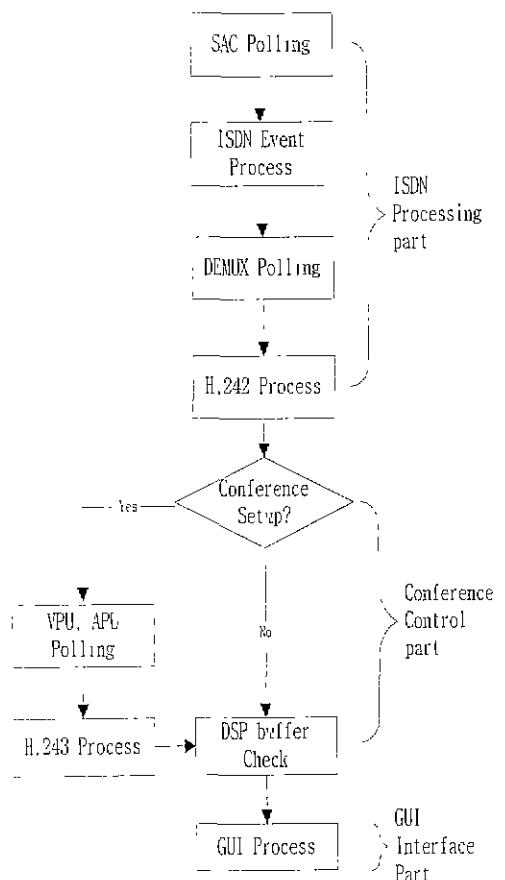 SAC Polling
ISDN Event
Process
ISDN
Processing
part
DEMUX Polling
H.242 Process
Conference
Setup?
Yes
No
VPU, APU
Polling
Conference
Control
part
H.243 Process
DSP buffer
Check
GUI Process
GUI
Interface
Part